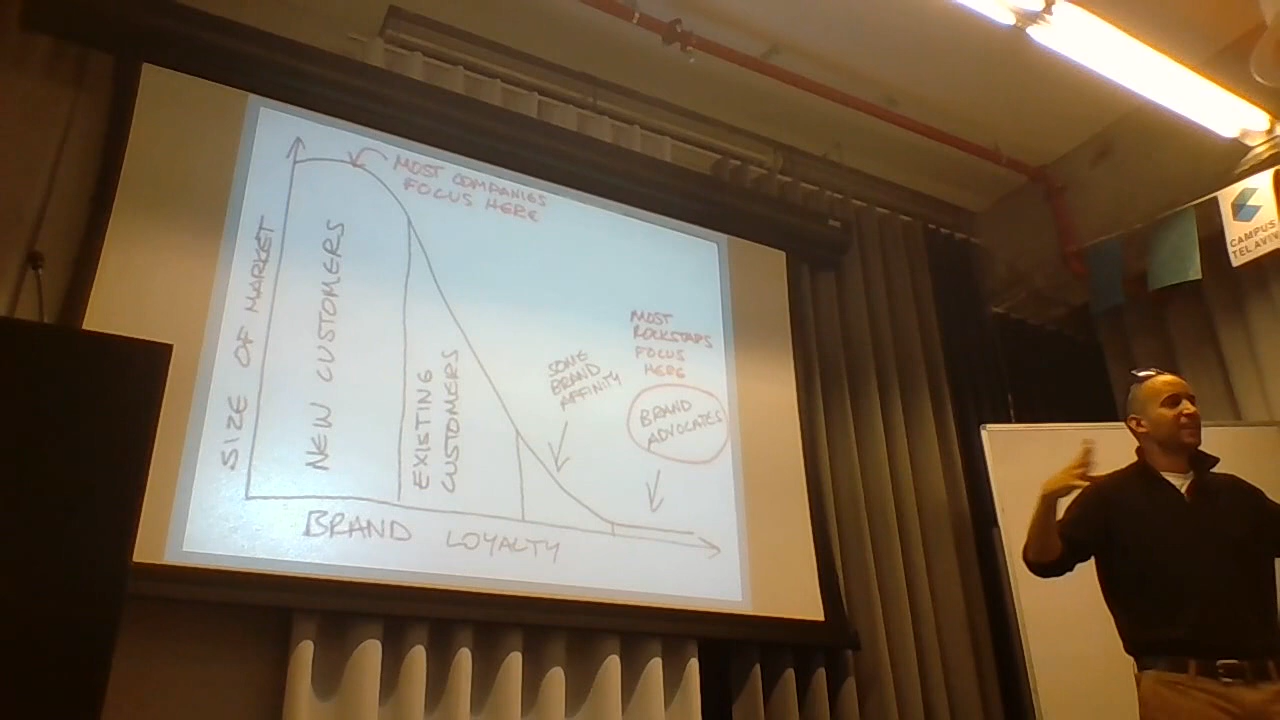 MOST COMPANIES
FOCUS HERE
SIZE OF MARKET
NEW CUSTOMERS
EXISTING
CUSTOMERS
SOME
BRAND
AFFINITY
MOST
ROCKSTARS
FOCUS
HERE
BRAND
ADVOCATES
BRAND LOYALTY
CAMPUS
TEL AVIV